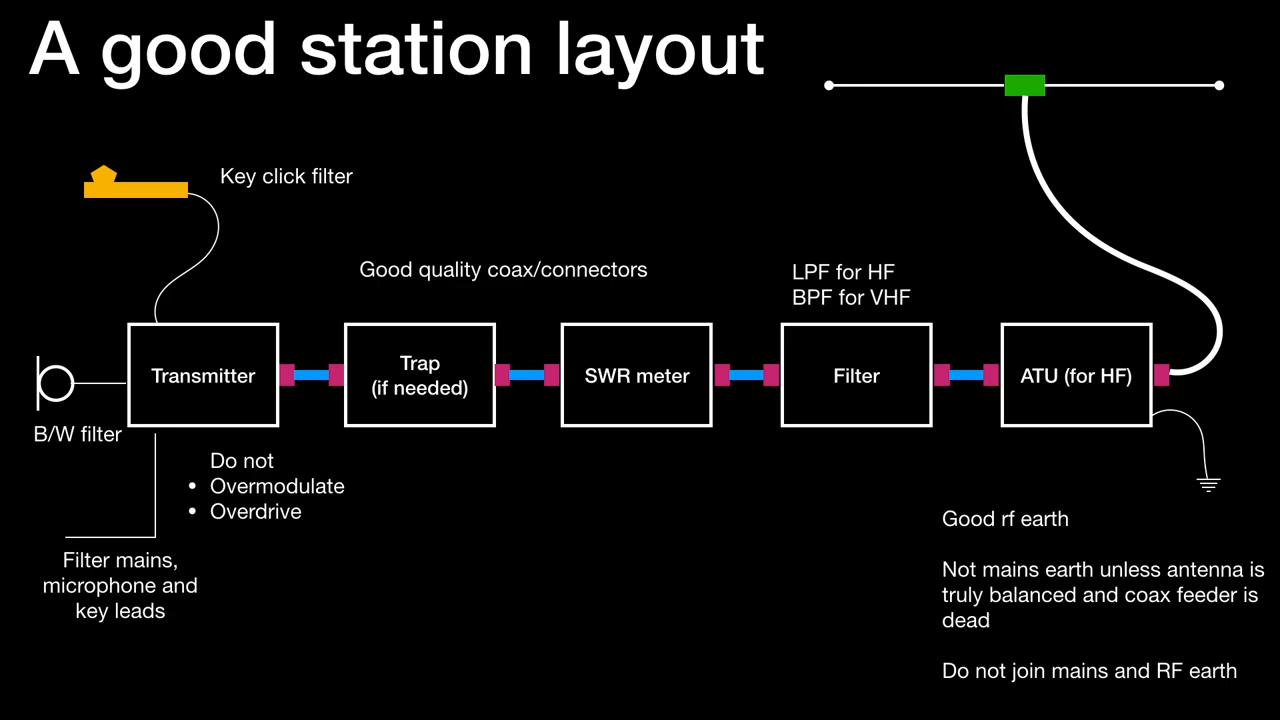 A good station layout
Key click filter
Good quality coax/connectors
LPF for HF
BPF for VHF
Transmitter
Trap
(if needed)
SWR meter
Filter
ATU (for HF)
B/W filter
Do not
• Overmodulate
• Overdrive
Filter mains,
microphone and
key leads
Good rf earth
Not mains earth unless antenna is
truly balanced and coax feeder is
dead
Do not join mains and RF earth